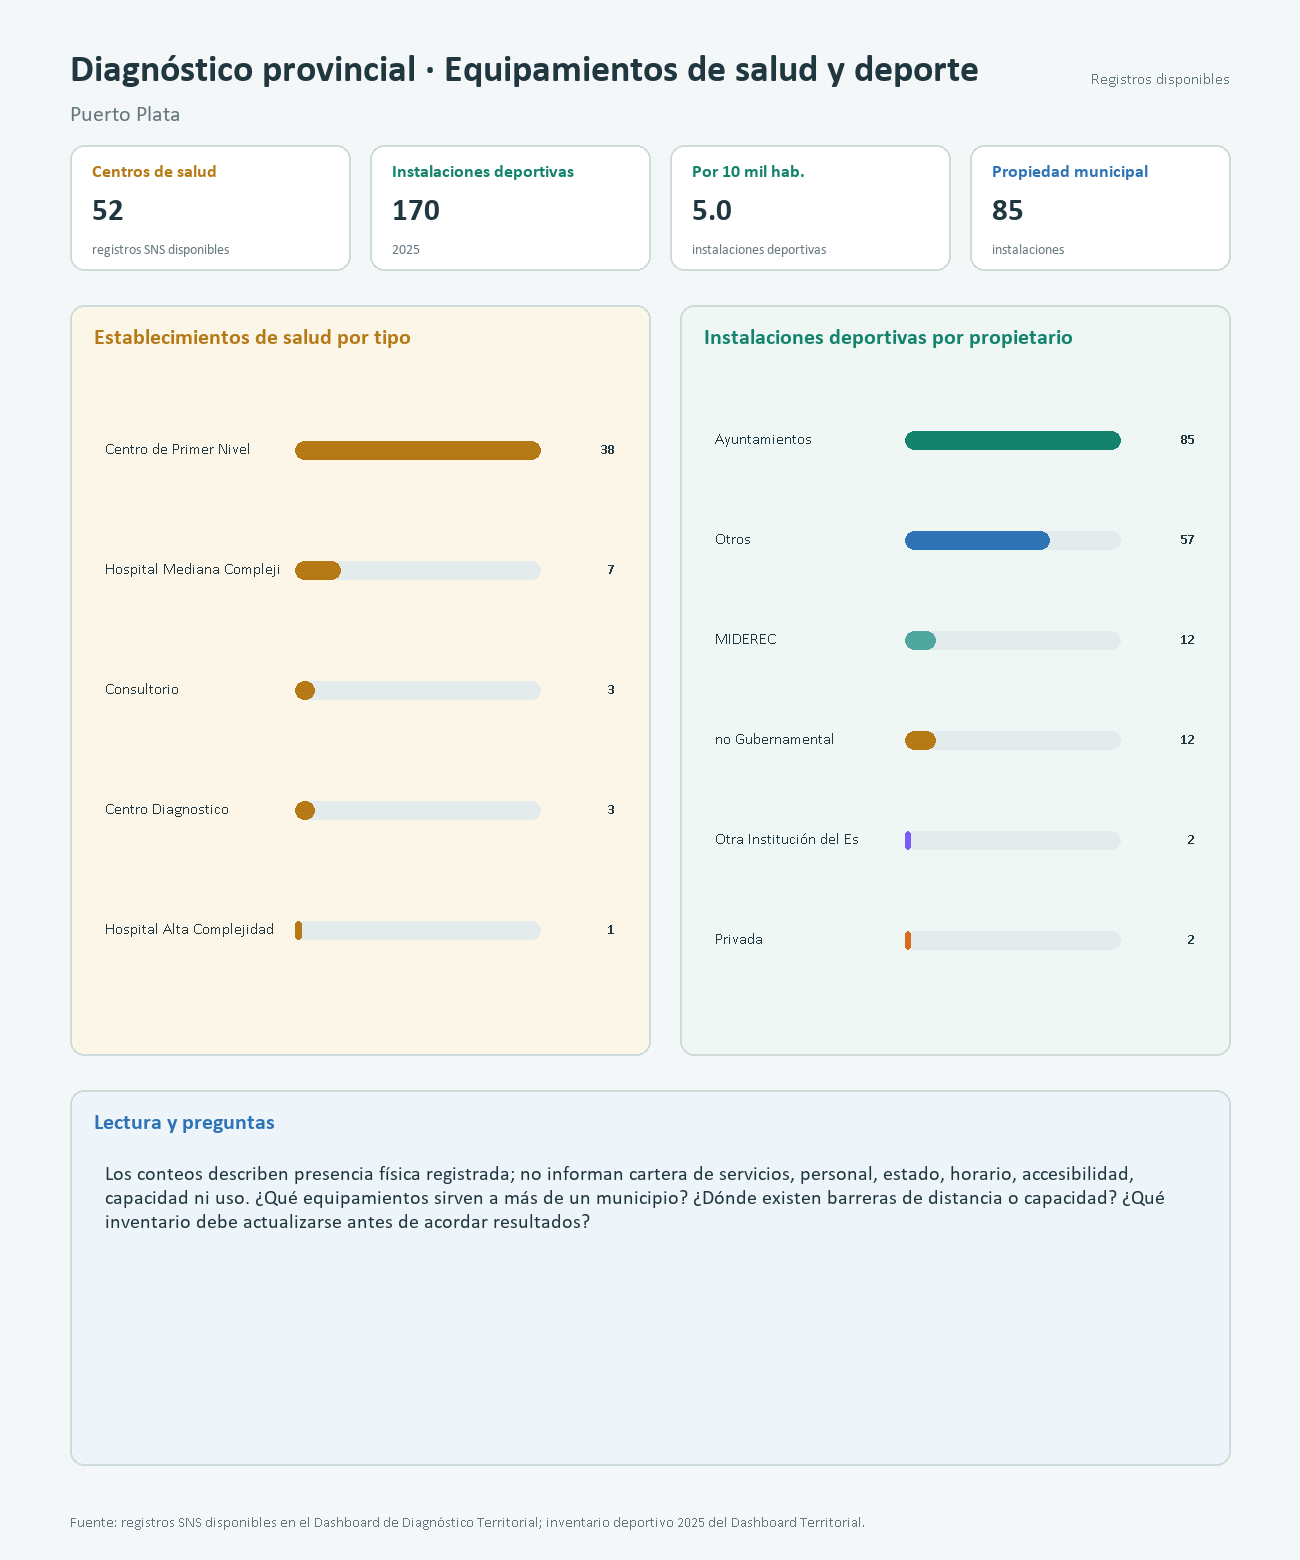 Diagnóstico provincial · Equipamientos de salud y deporte
Registros disponibles
Puerto Plata
Centros de salud
52
registros SNS disponibles
Instalaciones deportivas
170
2025
Por 10 mil hab.
5.0
instalaciones deportivas
Propiedad municipal
85
instalaciones
Establecimientos de salud por tipo
Centro de Primer Nivel 38
Hospital Mediana Compleji 7
Consultorio 3
Centro Diagnostico 3
Hospital Alta Complejidad 1
Instalaciones deportivas por propietario
Ayuntamientos 85
Otros 57
MIDEREC 12
no Gubernamental 12
Otra Institución del Es 2
Privada 2
Lectura y preguntas
Los conteos describen presencia física registrada; no informan cartera de servicios, personal, estado, horario, accesibilidad,
capacidad ni uso. ¿Qué equipamientos sirven a más de un municipio? ¿Dónde existen barreras de distancia o capacidad? ¿Qué
inventario debe actualizarse antes de acordar resultados?
Fuente: registros SNS disponibles en el Dashboard de Diagnóstico Territorial; inventario deportivo 2025 del Dashboard Territorial.